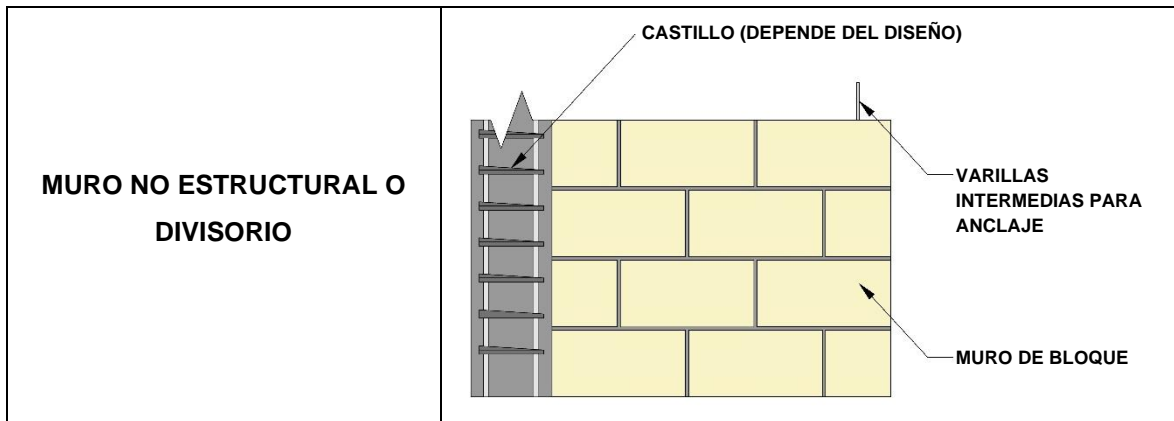 MURO NO ESTRUCTURAL O
DIVISORIO
CASTILLO (DEPENDE DEL DISEÑO)
VARILLAS
INTERMEDIAS PARA
ANCLAJE
MURO DE BLOQUE